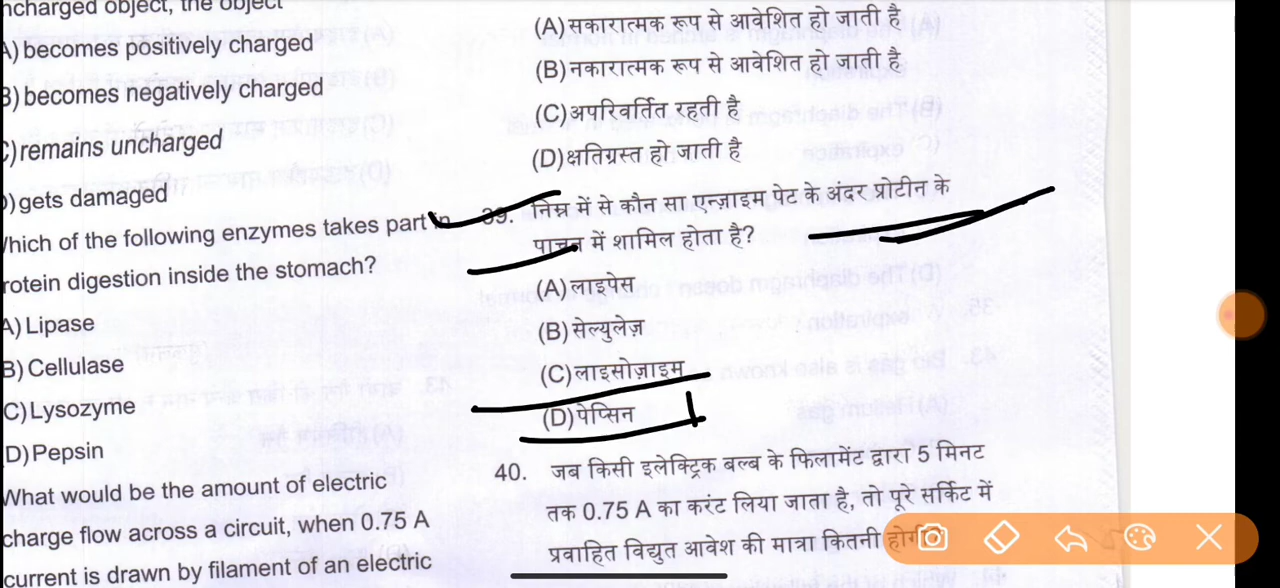 ncharged object, the object
A) becomes positively charged
B) becomes negatively charged
C) remains uncharged
D) gets damaged
Which of the following enzymes takes part in
rotein digestion inside the stomach?
A) Lipase
B) Cellulase
C) Lysozyme
(D) Pepsin
What would be the amount of electric
charge flow across a circuit, when 0.75 A
current is drawn by filament of an electric
(A) सकारात्मक रूप से आवेशित हो जाती है
(B) नकारात्मक रूप से आवेशित हो जाती है
(C) अपरिवर्तित रहती है
(D) क्षतिग्रस्त हो जाती है
39. निम्न में से कौन सा एन्ज़ाइम पेट के अंदर प्रोटीन के
पाचन में शामिल होता है?
(A) लाइपेस
(B) सेल्युलेज़
(C) लाइसोज़ाइम
(D) पेप्सिन
40. जब किसी इलेक्ट्रिक बल्ब के फिलामेंट द्वारा 5 मिनट
तक 0.75 A का करंट लिया जाता है, तो पूरे सर्किट में
प्रवाहित विद्युत आवेश की मात्रा कितनी